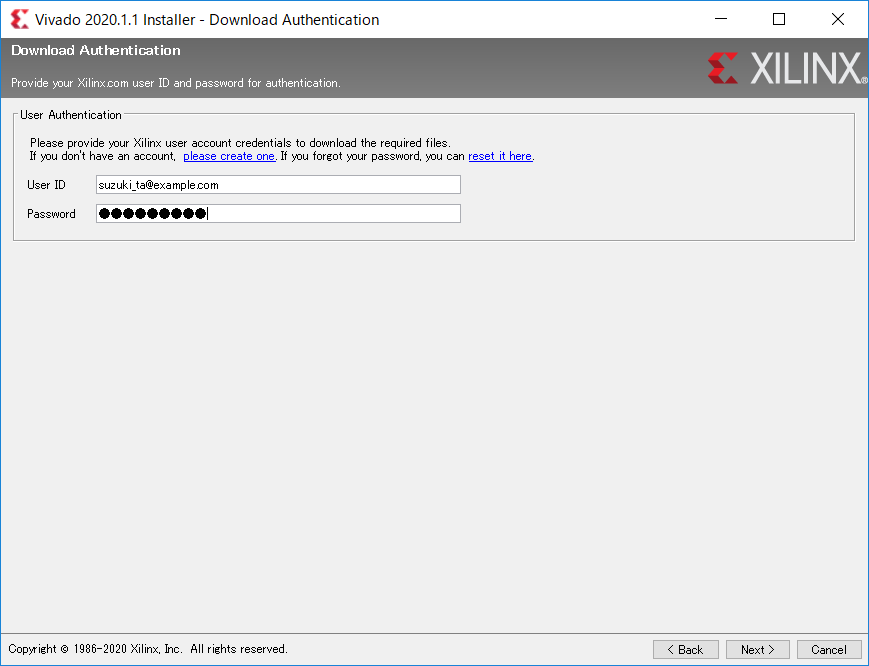 Vivado 2020.1.1 Installer - Download Authentication
Download Authentication
Provide your Xilinx.com user ID and password for authentication.
XILINX®
User Authentication
Please provide your Xilinx user account credentials to download the required files.
If you don't have an account, please create one. If you forgot your password, you can reset it here.
User ID suzuki_ta@example.com
Password ●●●●●●●●●
Copyright © 1986-2020 Xilinx, Inc. All rights reserved.
< Back Next > Cancel